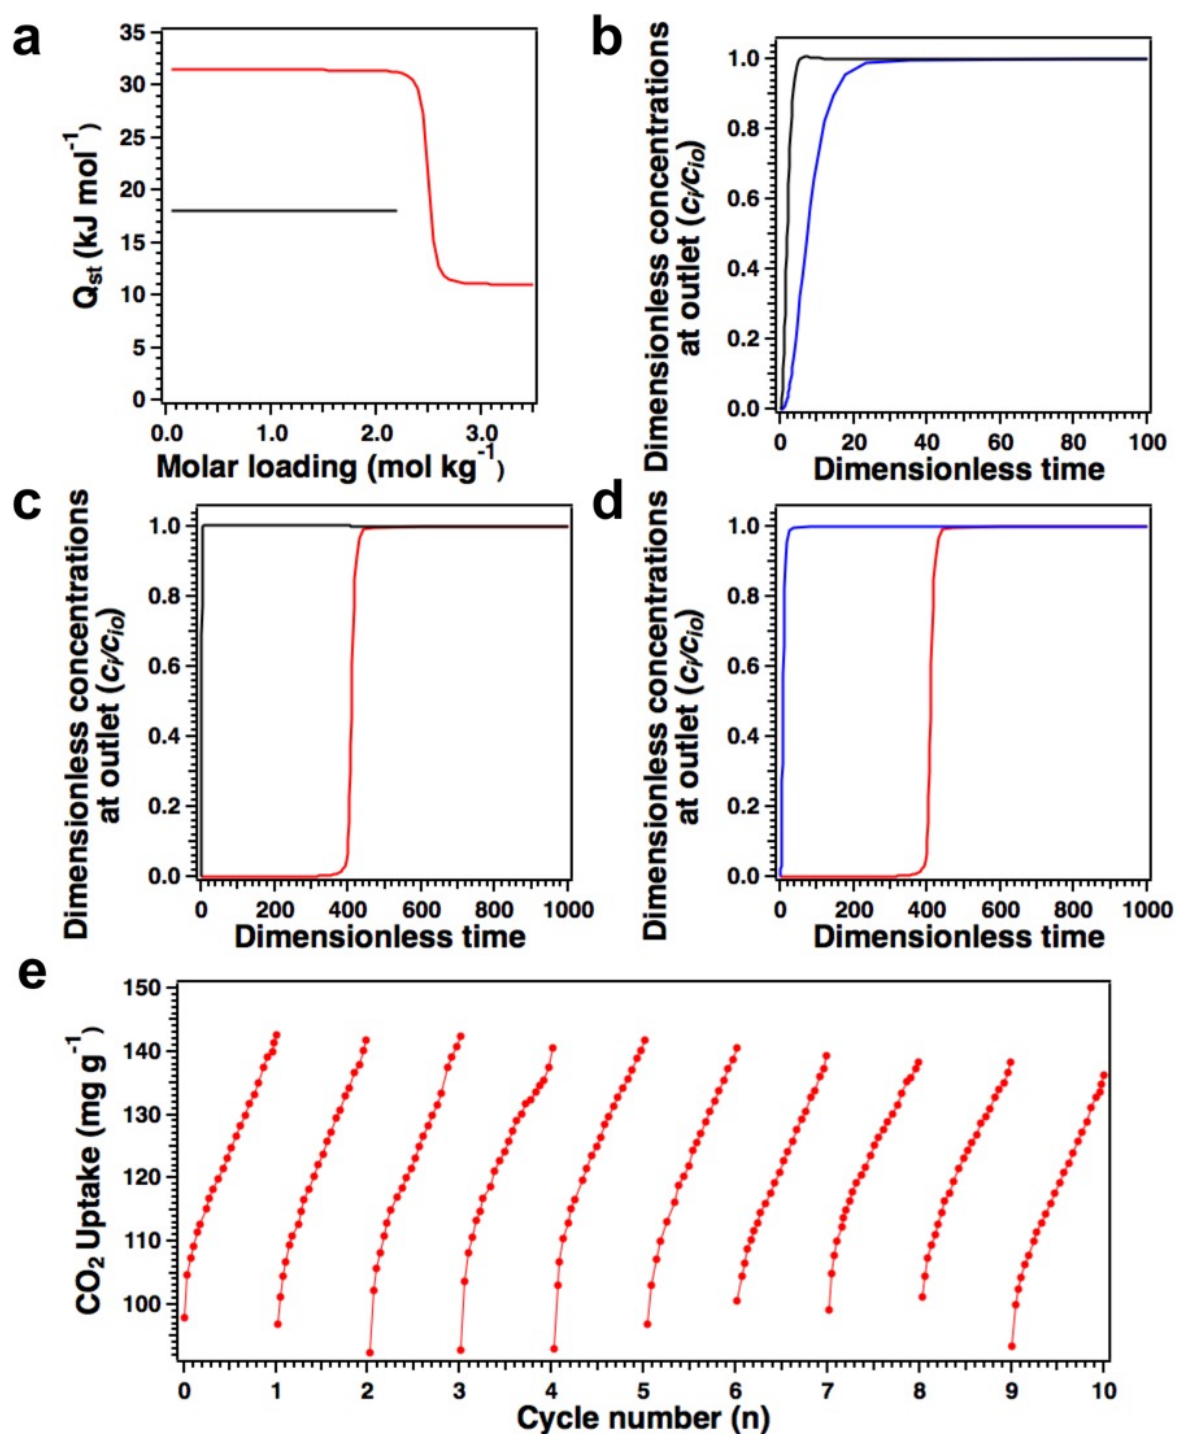 a
35
30
25
20
15
10
5
0
Qst (kJ mol-1)
0.0 1.0 2.0 3.0
Molar loading (mol kg-1)
b
1.0
0.8
0.6
0.4
0.2
0.0
Dimensionless concentrations
at outlet (ci/cio)
0 20 40 60 80 100
Dimensionless time
c
1.0
0.8
0.6
0.4
0.2
0.0
Dimensionless concentrations
at outlet (ci/cio)
0 200 400 600 800 1000
Dimensionless time
d
1.0
0.8
0.6
0.4
0.2
0.0
Dimensionless concentrations
at outlet (ci/cio)
0 200 400 600 800 1000
Dimensionless time
e
150
140
130
120
110
100
CO2 Uptake (mg g-1)
0 1 2 3 4 5 6 7 8 9 10
Cycle number (n)